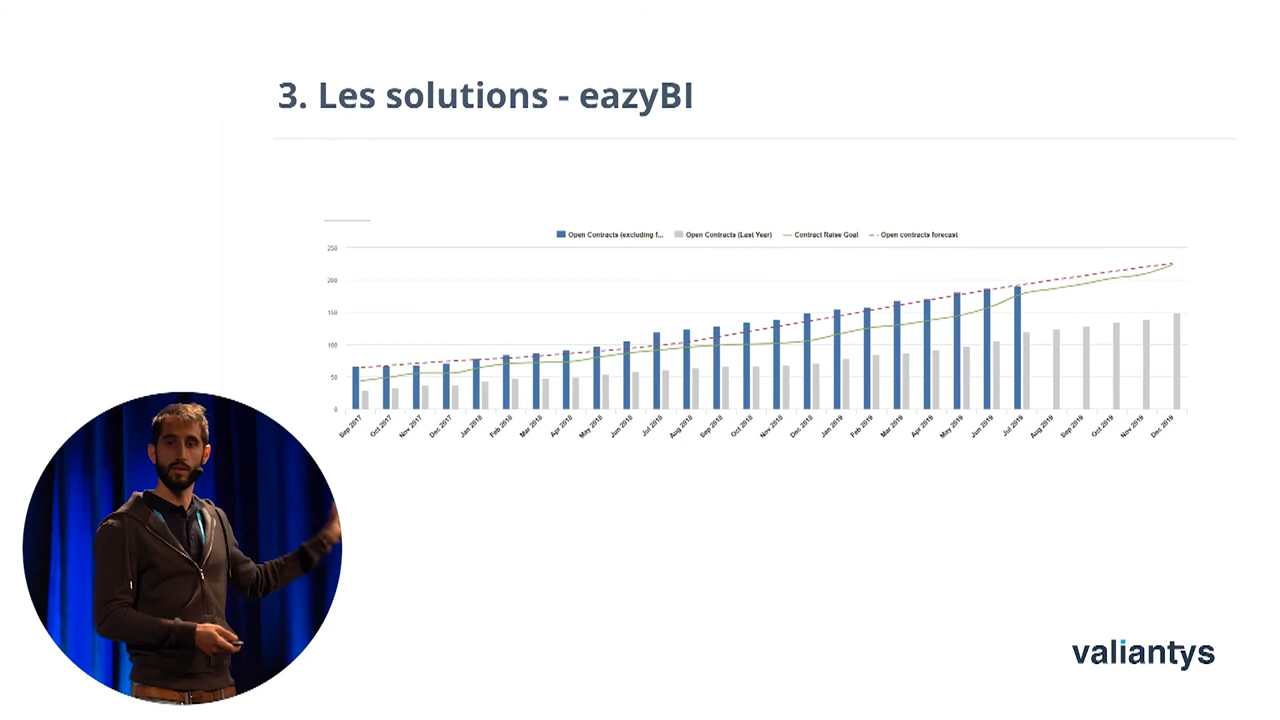 3. Les solutions - eazyBI
Open Contracts (excluding f... Open Contracts (Last Year) Contract Raise Goal Open contracts forecast
250
200
150
100
50
0
Sep 2017 Oct 2017 Nov 2017 Dec 2017 Jan 2018 Feb 2018 Mar 2018 Apr 2018 May 2018 Jun 2018 Jul 2018 Aug 2018 Sep 2018 Oct 2018 Nov 2018 Dec 2018 Jan 2019 Feb 2019 Mar 2019 Apr 2019 May 2019 Jun 2019 Jul 2019 Aug 2019 Sep 2019 Oct 2019 Nov 2019 Dec 2019
valiantys